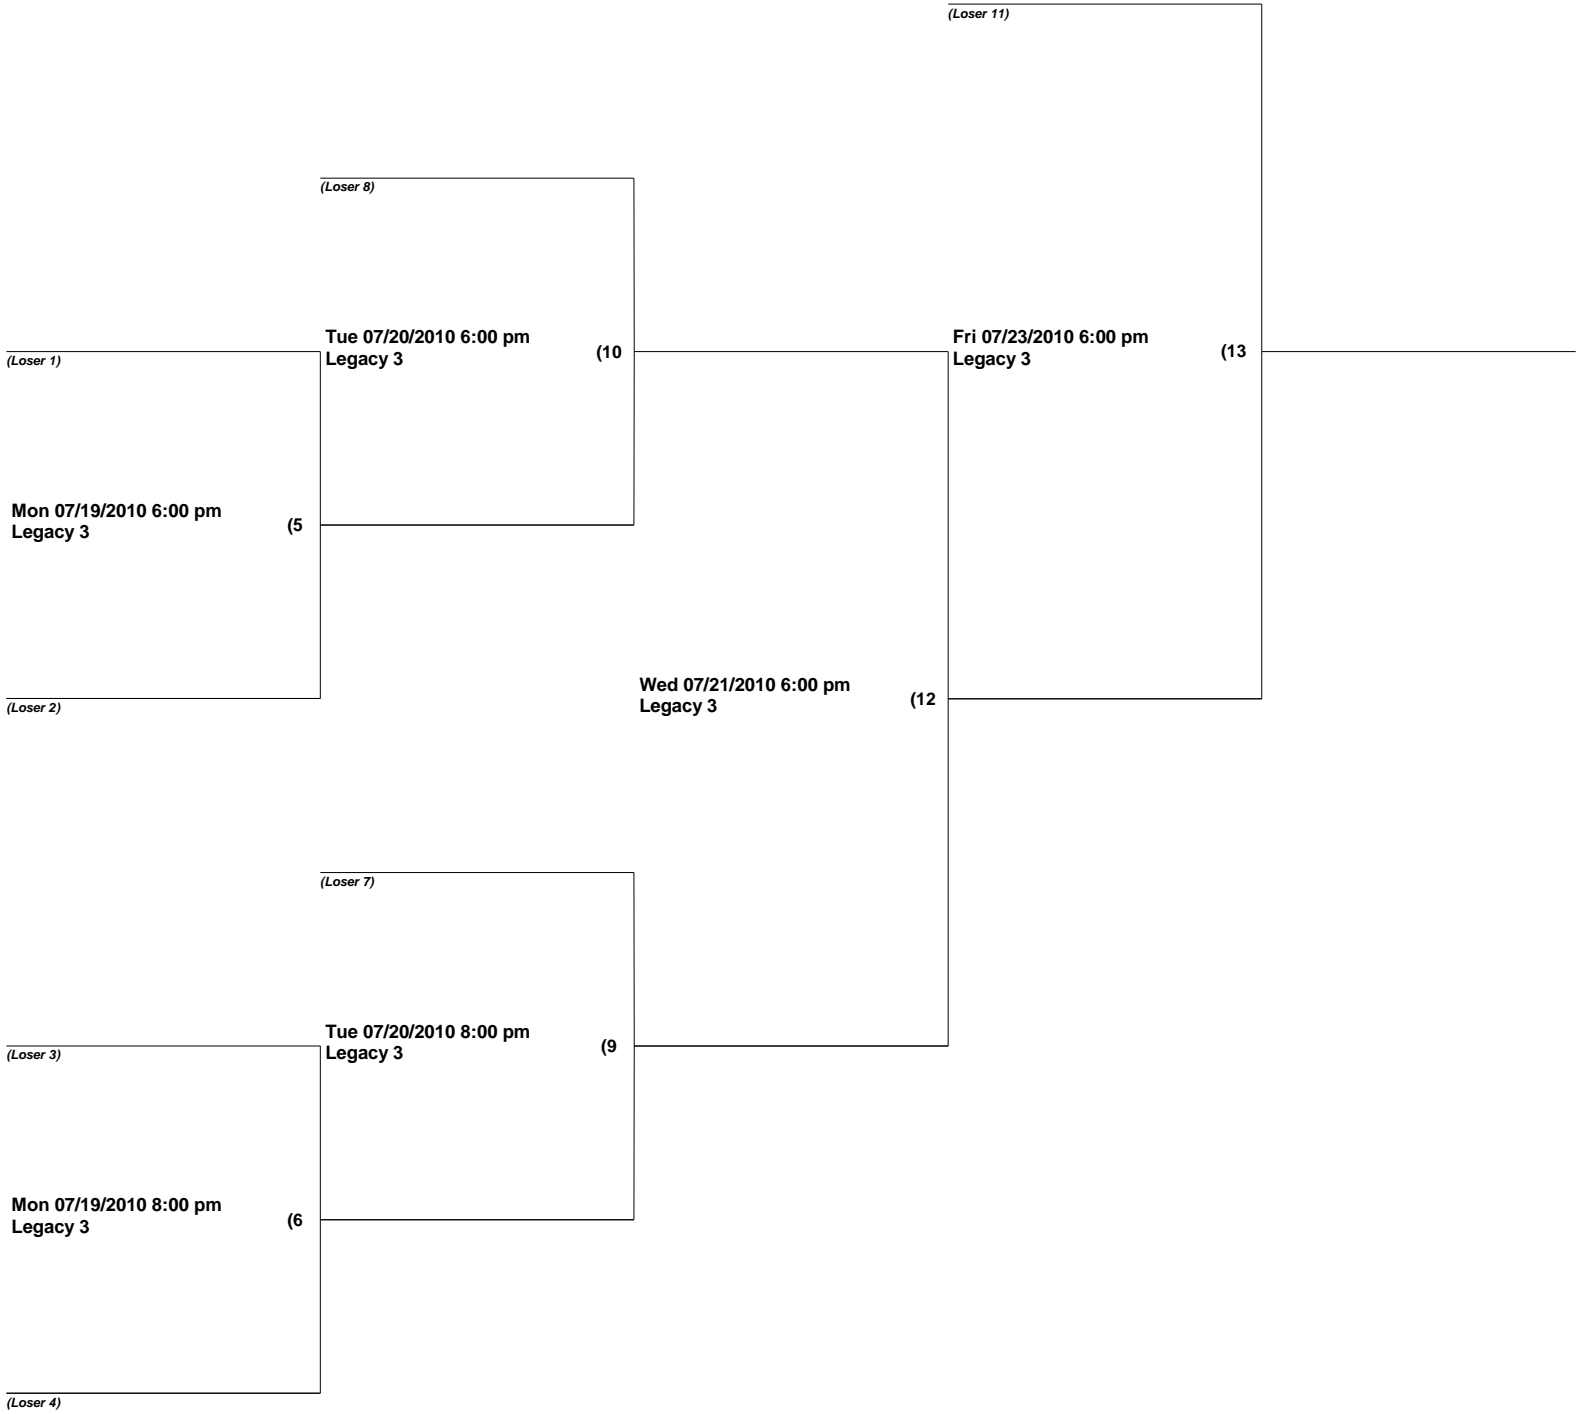 (Loser 11)
(Loser 8)
Tue 07/20/2010 6:00 pm
Legacy 3
(10
Fri 07/23/2010 6:00 pm
Legacy 3
(13
(Loser 1)
Mon 07/19/2010 6:00 pm
Legacy 3
(5
(Loser 2)
Wed 07/21/2010 6:00 pm
Legacy 3
(12
(Loser 7)
Tue 07/20/2010 8:00 pm
Legacy 3
(9
(Loser 3)
Mon 07/19/2010 8:00 pm
Legacy 3
(6
(Loser 4)